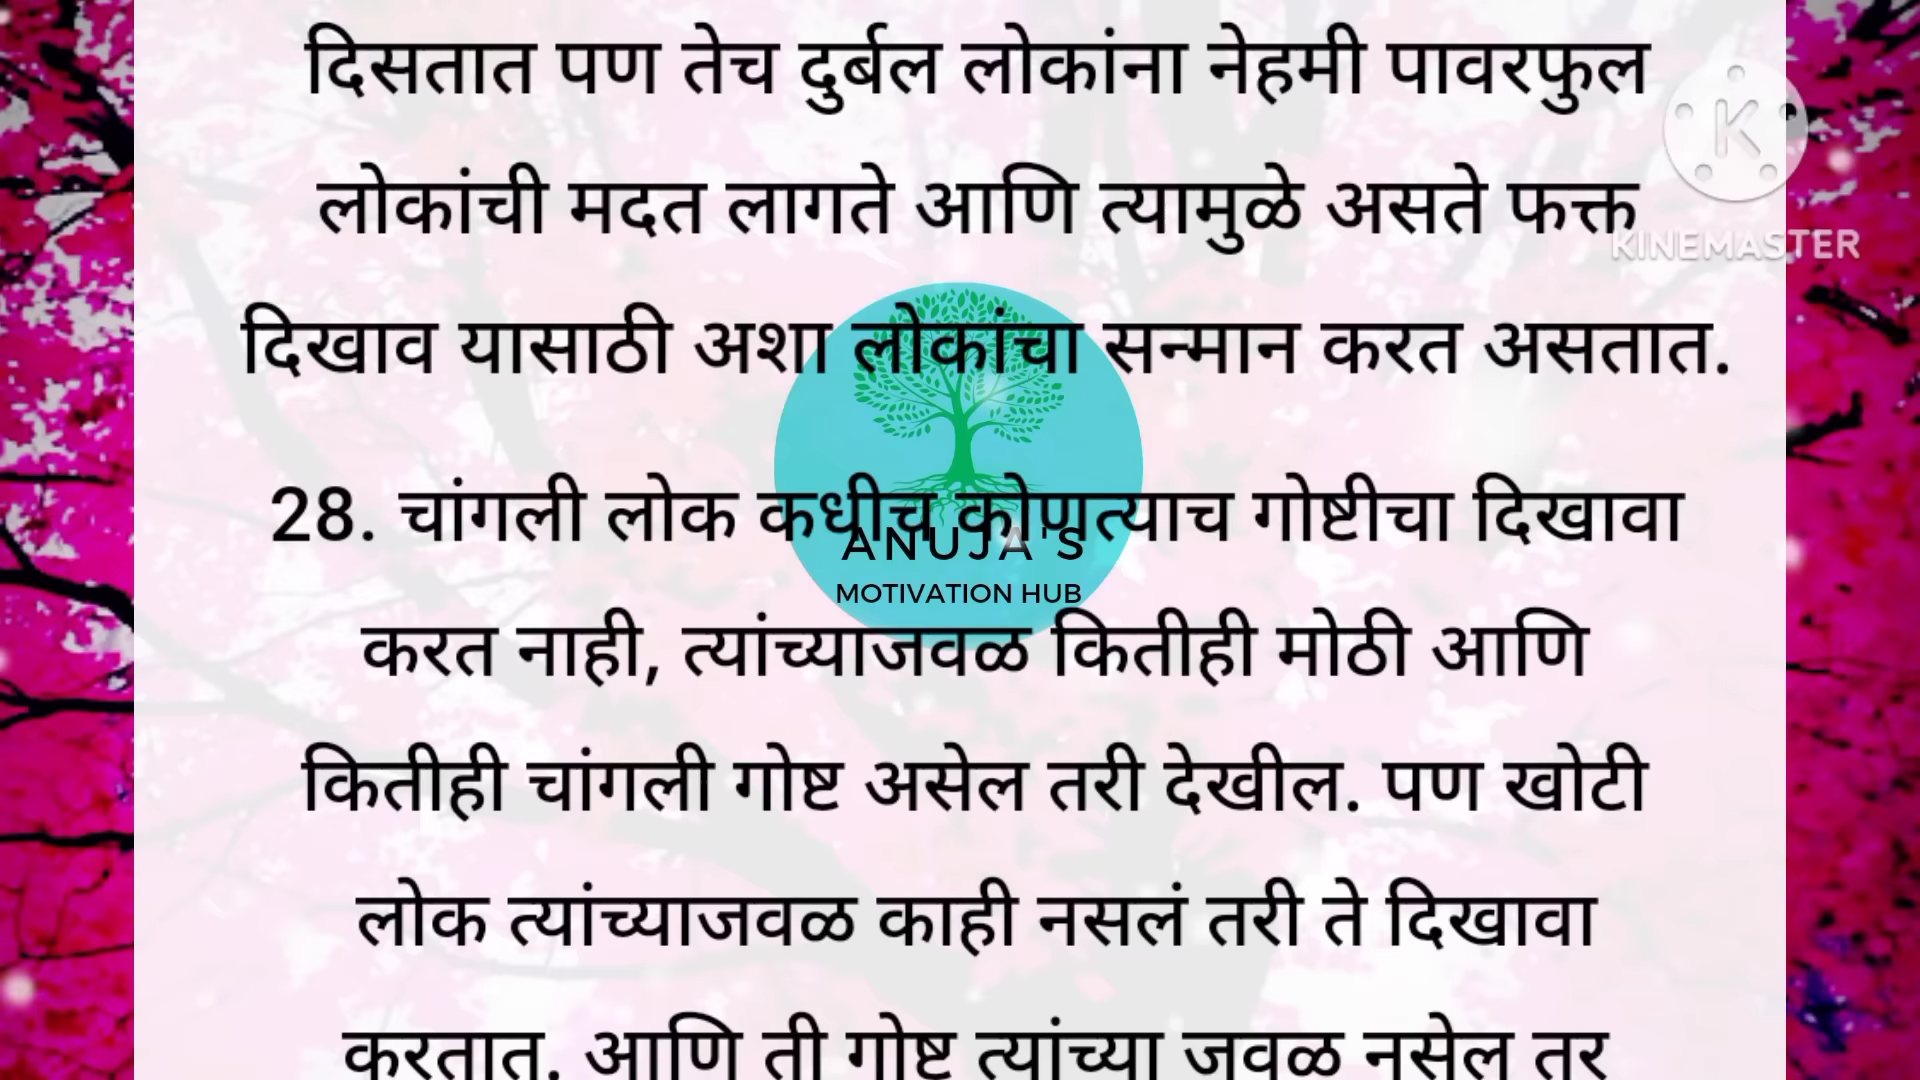 दिसतात पण तेच दुर्बल लोकांना नेहमी पावरफुल
लोकांची मदत लागते आणि त्यामुळे असते फक्त
KINEMASTER
दिखाव यासाठी अशा लोकांचा सन्मान करत असतात.
28. चांगली लोक कधीच कोणत्याच गोष्टीचा दिखावा
ANUJA'S
MOTIVATION HUB
करत नाही, त्यांच्याजवळ कितीही मोठी आणि
कितीही चांगली गोष्ट असेल तरी देखील. पण खोटी
लोक त्यांच्याजवळ काही नसलं तरी ते दिखावा
करतात. आणि ती गोष्ट त्यांच्या जवळ नसेल तर